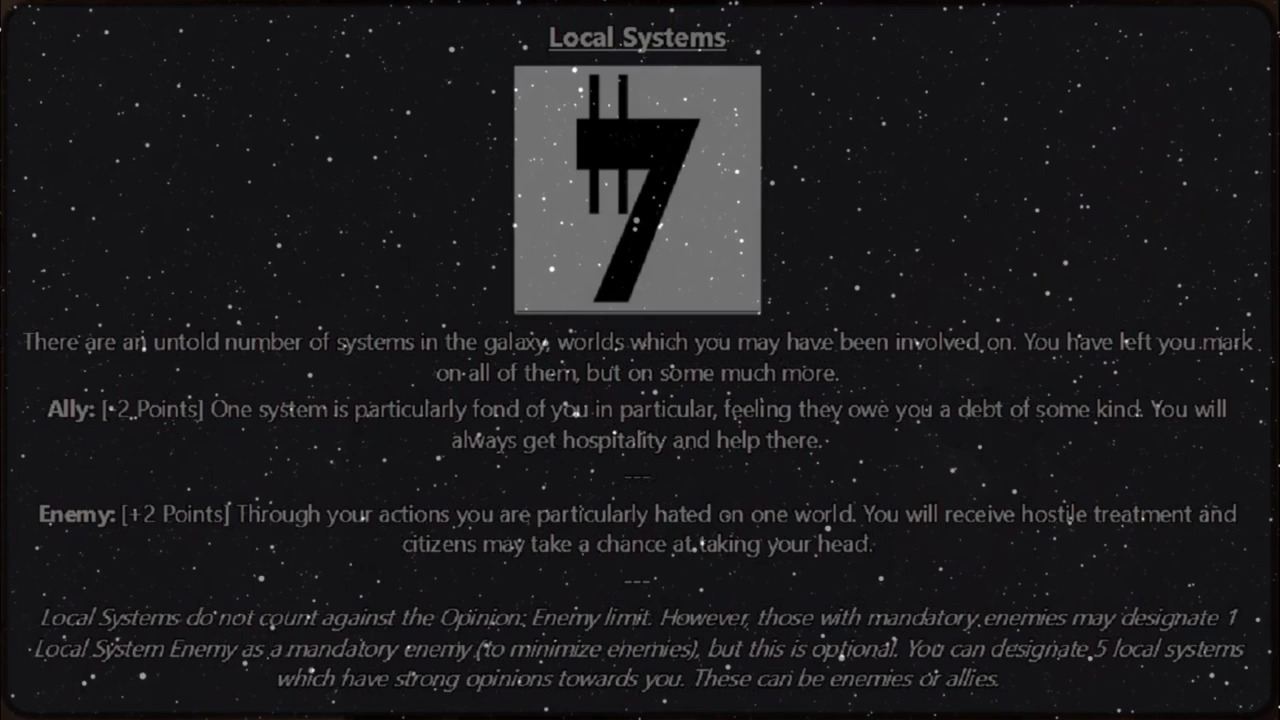 Local Systems
There are an untold number of systems in the galaxy, worlds which you may have been involved on. You have left you mark
on all of them, but on some much more.
Ally: [-2 Points] One system is particularly fond of you in particular, feeling they owe you a debt of some kind. You will
always get hospitality and help there.
---
Enemy: [+2 Points] Through your actions you are particularly hated on one world. You will receive hostile treatment and
citizens may take a chance at taking your head.
---
Local Systems do not count against the Opinion: Enemy limit. However, those with mandatory enemies may designate 1
Local System Enemy as a mandatory enemy (to minimize enemies), but this is optional. You can designate 5 local systems
which have strong opinions towards you. These can be enemies or allies.